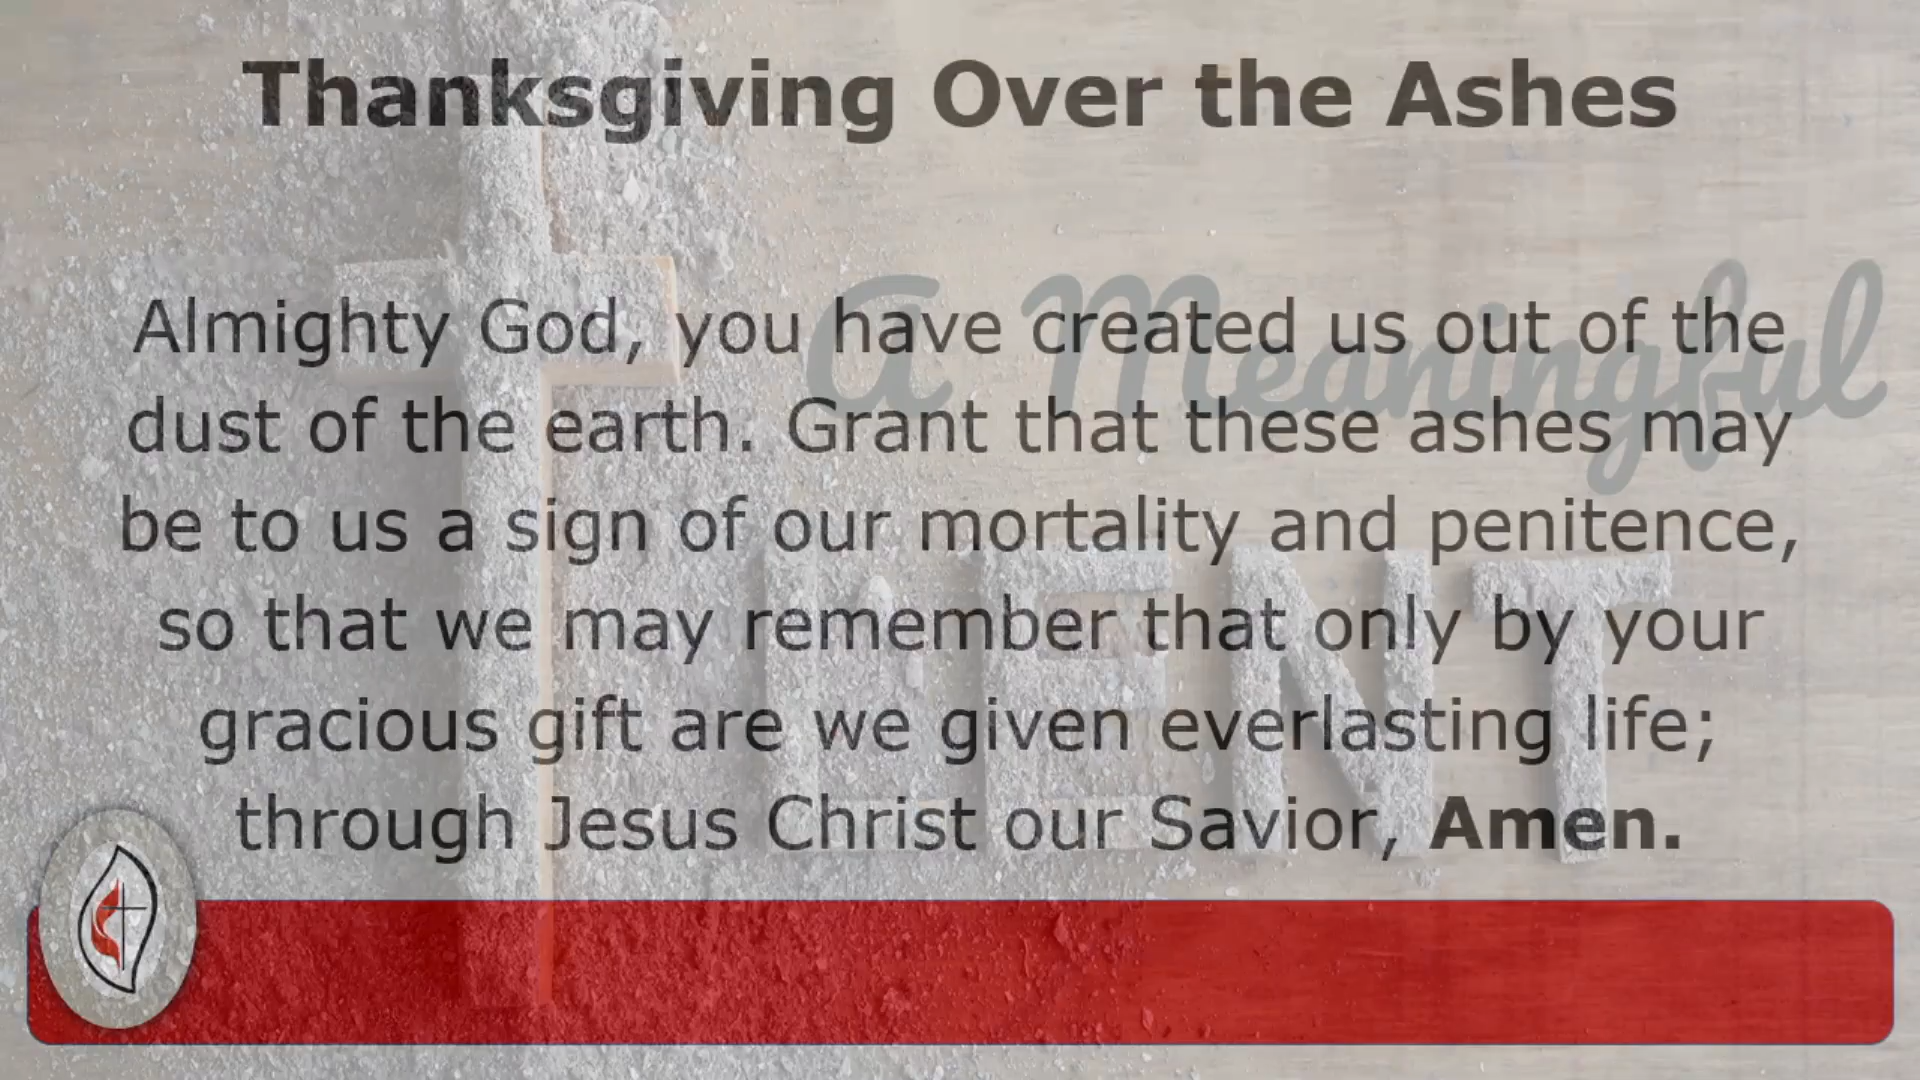 Thanksgiving Over the Ashes
A Meaningful
Almighty God, you have created us out of the
dust of the earth. Grant that these ashes may
be to us a sign of our mortality and penitence,
so that we may remember that only by your
gracious gift are we given everlasting life;
through Jesus Christ our Savior, Amen.
LENT